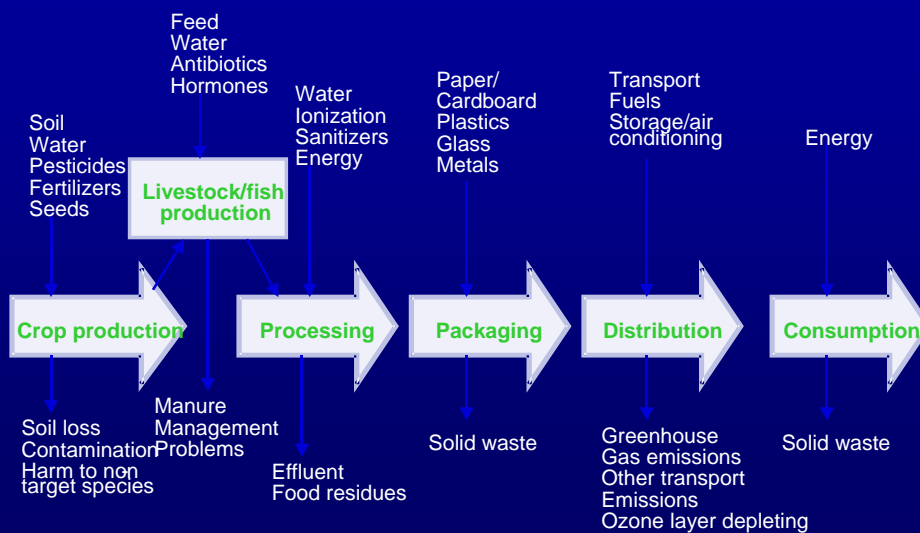 Feed
Water
Antibiotics
Hormones
Soil
Water
Pesticides
Fertilizers
Seeds
Livestock/fish
production
Water
Ionization
Sanitizers
Energy
Paper/
Cardboard
Plastics
Glass
Metals
Transport
Fuels
Storage/air
conditioning
Energy
Crop production
Processing
Packaging
Distribution
Consumption
Soil loss
Contamination
Harm to non
target species
Manure
Management
Problems
Effluent
Food residues
Solid waste
Greenhouse
Gas emissions
Other transport
Emissions
Ozone layer depleting
Solid waste